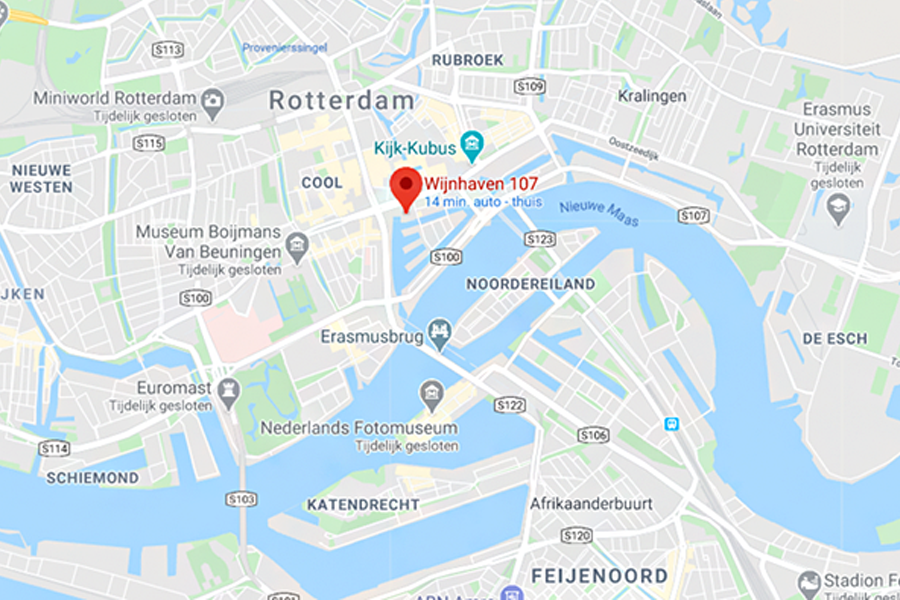 S113
Provenierssingel
RUBROEK
Miniworld Rotterdam
Tijdelijk gesloten
Rotterdam
S109
Kralingen
Erasmus
Universiteit
Rotterdam
Tijdelijk
gesloten
S115
Kijk-Kubus
Oostzeedijk
NIEUWE
WESTEN
COOL
Wijnhaven 107
14 min. auto - thuis
Nieuwe Maas
S107
Museum Boijmans
Van Beuningen
Tijdelijk gesloten
S123
S100
NOORDEREILAND
JKEN
S100
Erasmusbrug
DE ESCH
Euromast
Tijdelijk gesloten
S122
Nederlands Fotomuseum
Tijdelijk gesloten
S106
S114
SCHIEMOND
S103
KATENDRECHT
Afrikaanderbuurt
S120
FEIJENOORD
Stadion Fe